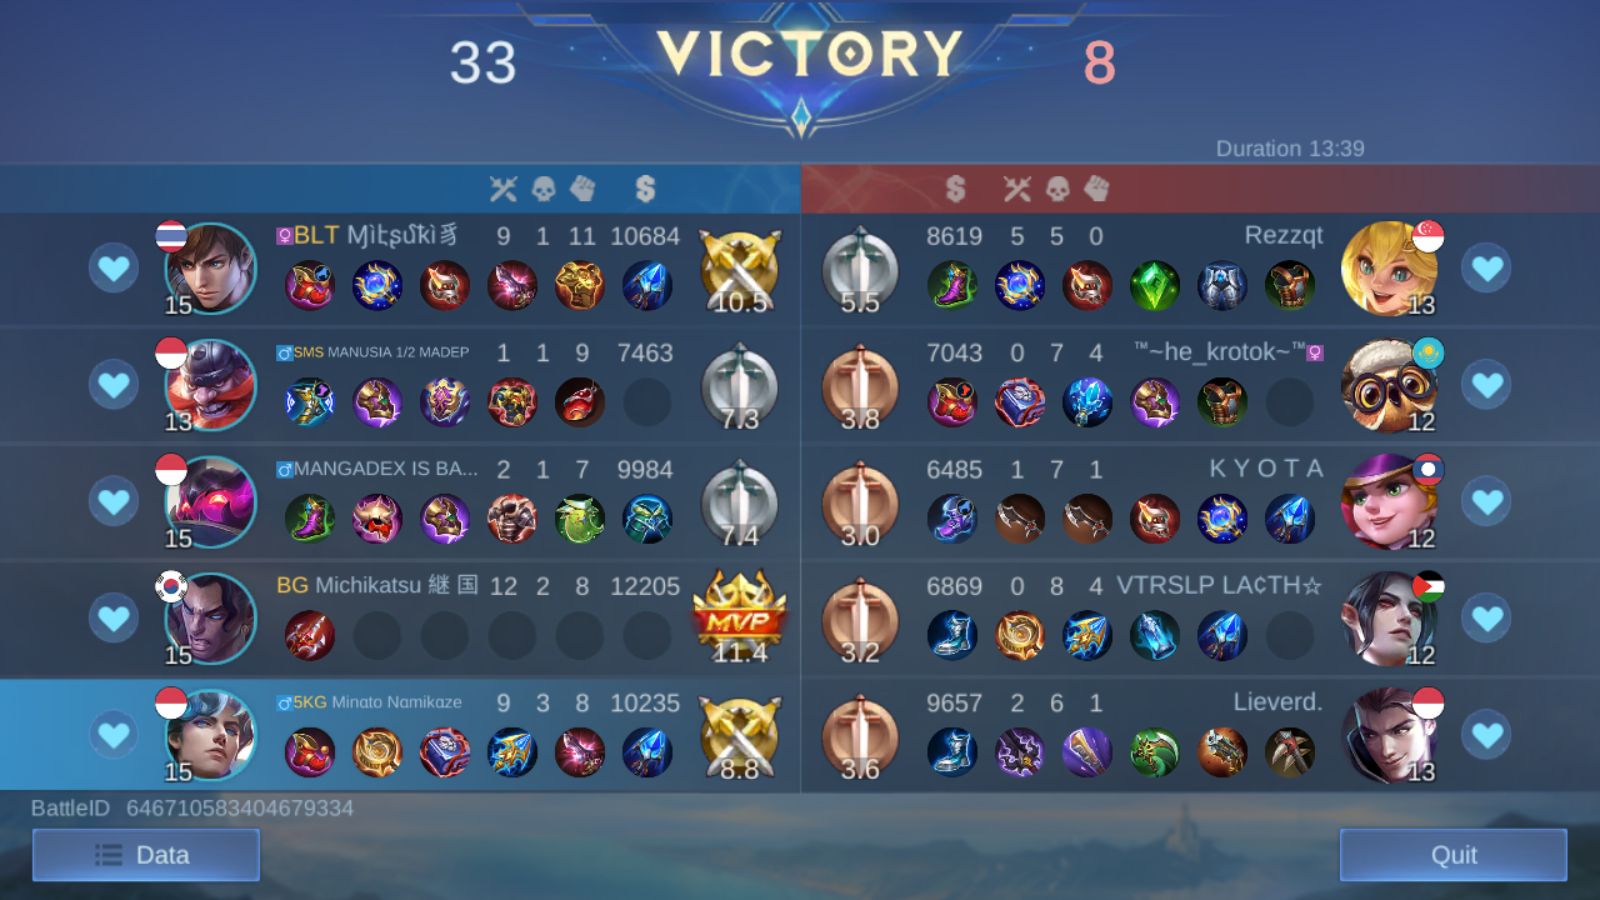 33 VICTORY 8
Duration 13:39
BLT Mitsuki 9 1 11 10684
15 10.5
8619 5 5 0 Rezzqt
5.5 13
SMS MANUSIA 1/2 MADEP 1 1 9 7463
13 7.3
7043 0 7 4 ™~he_krotok~™
3.8 12
MANGADEX IS BA... 2 1 7 9984
15 7.4
6485 1 7 1 K Y O T A
3.0 12
BG Michikatsu 継国 12 2 8 12205
MVP
15 11.4
6869 0 8 4 VTRSLP LA¢TH☆
3.2 12
5KG Minato Namikaze 9 3 8 10235
15 8.8
9657 2 6 1 Lieverd.
3.6 13
BattleID 646710583404679334
Data
Quit